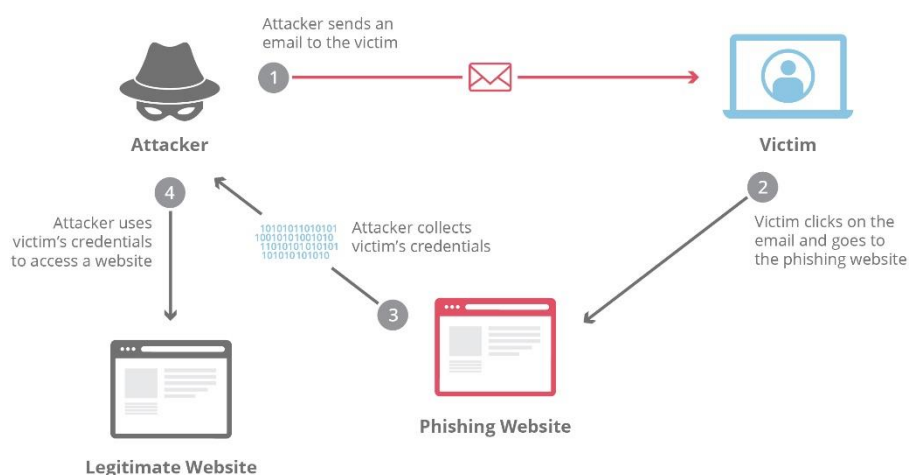 Attacker sends an
email to the victim
1
Attacker
Victim
4
2
Attacker uses
victim's credentials
to access a website
10101011010101
10010101001010
11010101010101
101010101010
Attacker collects
victim's credentials
Victim clicks on the
email and goes to
the phishing website
3
Phishing Website
Legitimate Website